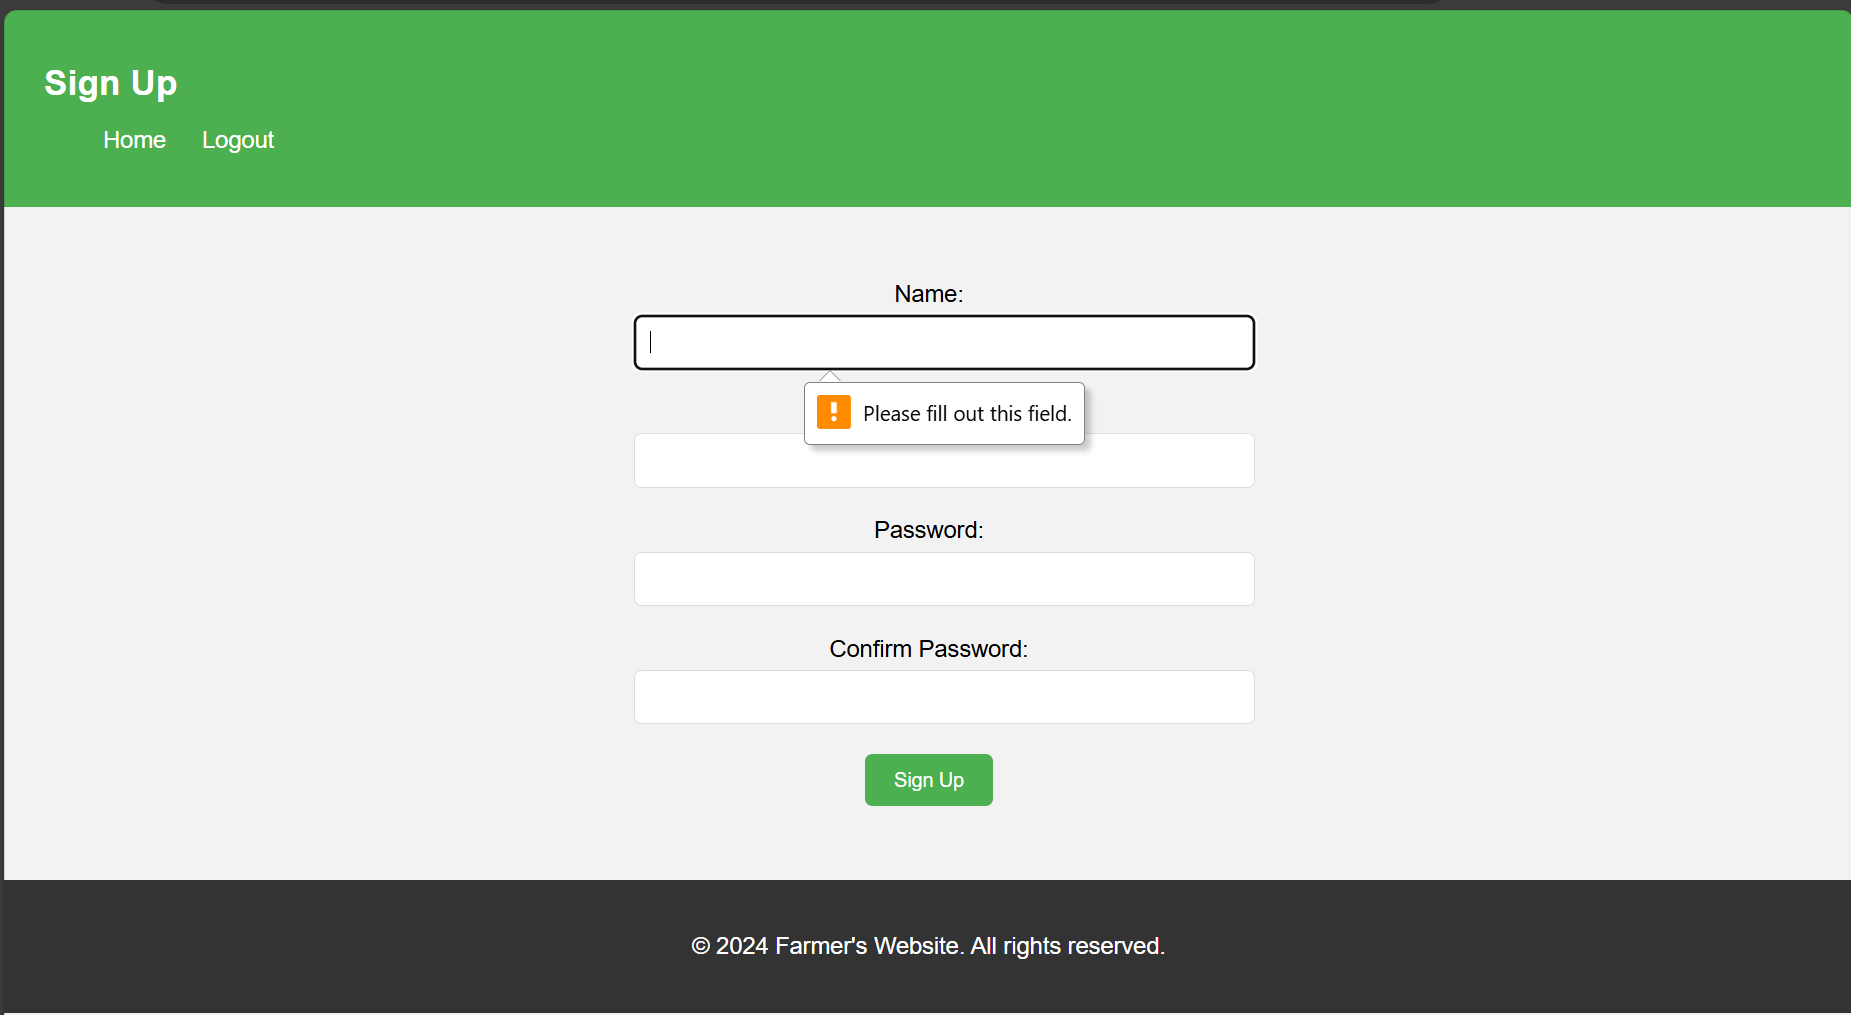 Sign Up
Home Logout
Name:
Please fill out this field.
Password:
Confirm Password:
Sign Up
© 2024 Farmer's Website. All rights reserved.